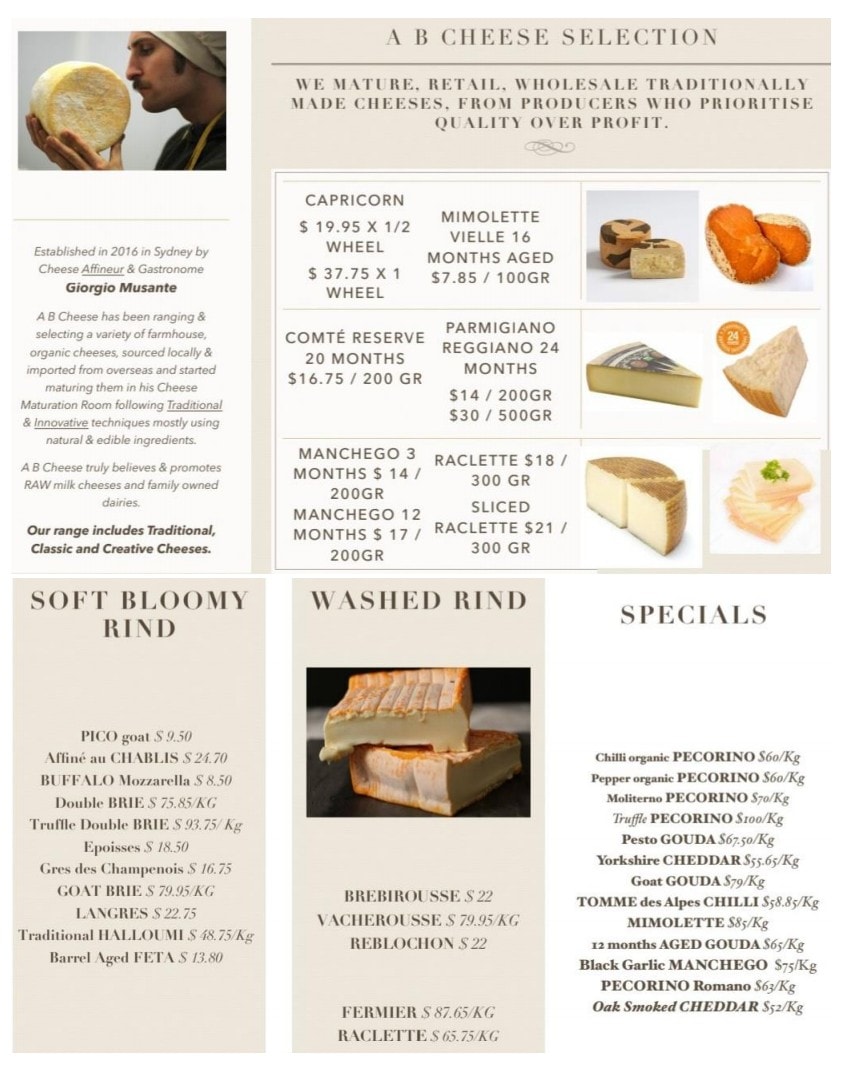 A B CHEESE SELECTION
WE MATURE, RETAIL, WHOLESALE TRADITIONALLY
MADE CHEESES, FROM PRODUCERS WHO PRIORITISE
QUALITY OVER PROFIT.
Established in 2016 in Sydney by
Cheese Affineur & Gastronome
Giorgio Musante
A B Cheese has been ranging &
selecting a variety of farmhouse,
organic cheeses, sourced locally &
imported from overseas and started
maturing them in his Cheese
Maturation Room following Traditional
& Innovative techniques mostly using
natural & edible ingredients.
A B Cheese truly believes & promotes
RAW milk cheeses and family owned
dairies.
Our range includes Traditional,
Classic and Creative Cheeses.
CAPRICORN
$ 19.95 X 1/2
WHEEL
$ 37.75 X 1
WHEEL
MIMOLETTE
VIELLE 16
MONTHS AGED
$7.85 / 100GR
COMTÉ RESERVE
20 MONTHS
$16.75 / 200 GR
PARMIGIANO
REGGIANO 24
MONTHS
$14 / 200GR
$30 / 500GR
24
MANCHEGO 3
MONTHS $ 14 /
200GR
MANCHEGO 12
MONTHS $ 17 /
200GR
RACLETTE $18 /
300 GR
SLICED
RACLETTE $21 /
300 GR
SOFT BLOOMY
RIND
PICO goat $ 9.50
Affiné au CHABLIS $ 24.70
BUFFALO Mozzarella $ 8.50
Double BRIE $ 75.85/KG
Truffle Double BRIE $ 93.75/ Kg
Epoisses $ 18.50
Gres des Champenois $ 16.75
GOAT BRIE $ 79.95/KG
LANGRES $ 22.75
Traditional HALLOUMI $ 48.75/Kg
Barrel Aged FETA $ 13.80
WASHED RIND
BREBIROUSSE $ 22
VACHEROUSSE $ 79.95/KG
REBLOCHON $ 22
FERMIER $ 87.65/KG
RACLETTE $ 65.75/KG
SPECIALS
Chilli organic PECORINO $60/Kg
Pepper organic PECORINO $60/Kg
Moliterno PECORINO $70/Kg
Truffle PECORINO $100/Kg
Pesto GOUDA $67.50/Kg
Yorkshire CHEDDAR $55.65/Kg
Goat GOUDA $79/Kg
TOMME des Alpes CHILLI $58.85/Kg
MIMOLETTE $85/Kg
12 months AGED GOUDA $65/Kg
Black Garlic MANCHEGO $75/Kg
PECORINO Romano $63/Kg
Oak Smoked CHEDDAR $52/Kg